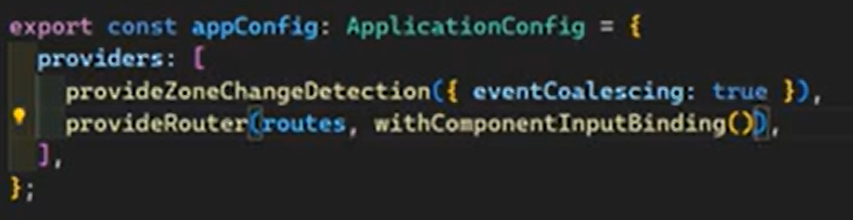 export const appConfig: ApplicationConfig = {
  providers: [
    provideZoneChangeDetection({ eventCoalescing: true }),
    provideRouter(routes, withComponentInputBinding()),
  ],
};